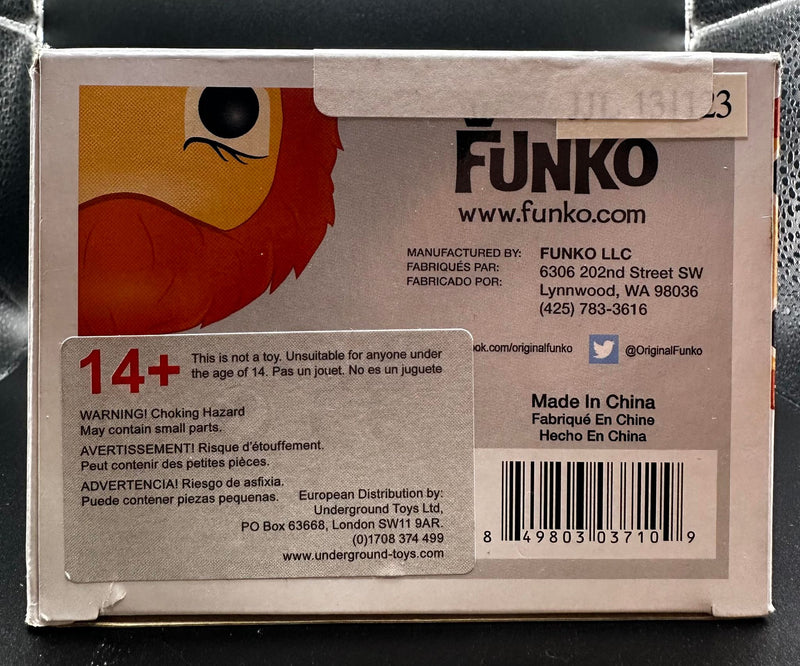 JJL 131123
FUNKO
www.funko.com
MANUFACTURED BY:
FABRIQUÉS PAR:
FABRICADO POR:
FUNKO LLC
6306 202nd Street SW
Lynnwood, WA 98036
(425) 783-3616
ok.com/originalfunko
@OriginalFunko
14+
This is not a toy. Unsuitable for anyone under
the age of 14. Pas un jouet. No es un juguete
WARNING! Choking Hazard
May contain small parts.
AVERTISSEMENT! Risque d'étouffement.
Peut contenir des petites pièces.
ADVERTENCIA! Riesgo de asfixia.
Puede contener piezas pequenas.
European Distribution by:
Underground Toys Ltd,
PO Box 63668, London SW11 9AR.
(0)1708 374 499
www.underground-toys.com
Made In China
Fabriqué En Chine
Hecho En China
8 49803 03710 9